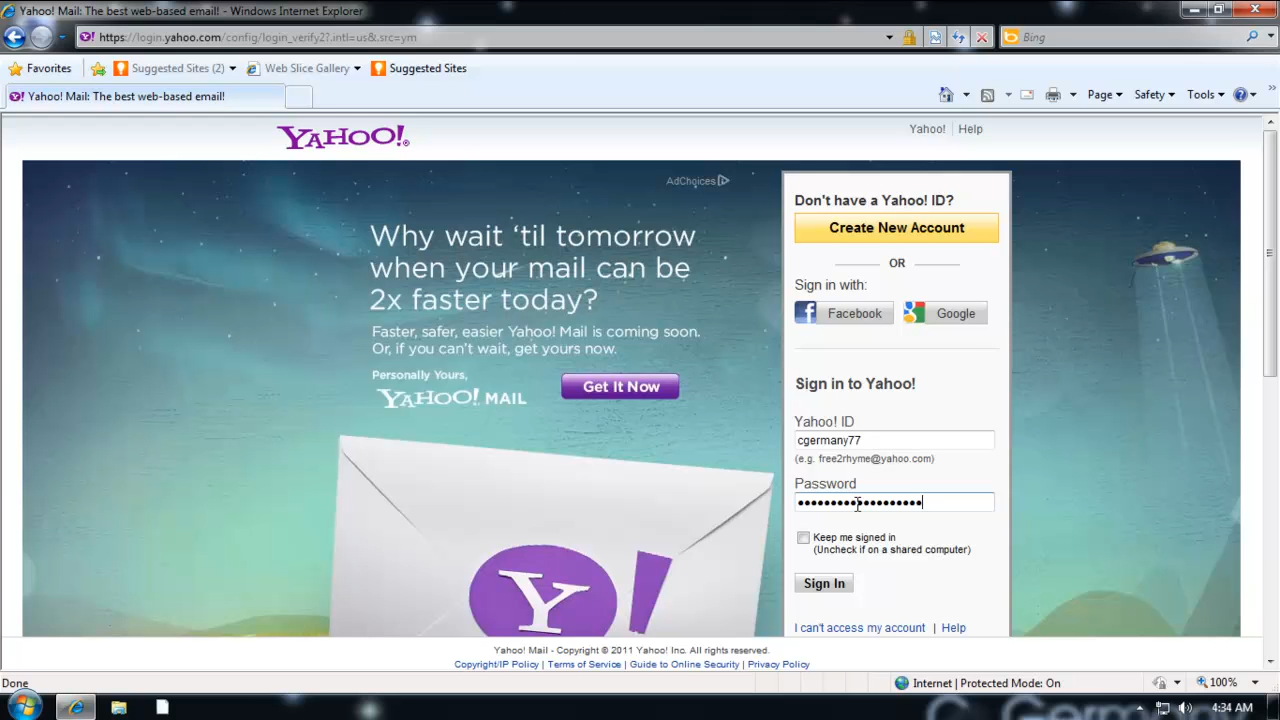 Yahoo! Mail: The best web-based email! - Windows Internet Explorer
https://login.yahoo.com/config/login_verify2?.intl=us&.src=ym
Bing
Favorites
Suggested Sites (2)
Web Slice Gallery
Suggested Sites
Yahoo! Mail: The best web-based email!
Page
Safety
Tools
YAHOO!
Yahoo! | Help
AdChoices
Why wait ‘til tomorrow
when your mail can be
2x faster today?
Faster, safer, easier Yahoo! Mail is coming soon.
Or, if you can't wait, get yours now.
Personally Yours,
YAHOO! MAIL
Get It Now
Y!
Don't have a Yahoo! ID?
Create New Account
OR
Sign in with:
Facebook
Google
Sign in to Yahoo!
Yahoo! ID
cgermany77
(e.g. free2rhyme@yahoo.com)
Password
Keep me signed in
(Uncheck if on a shared computer)
Sign In
I can't access my account | Help
Yahoo! Mail - Copyright © 2011 Yahoo! Inc. All rights reserved.
Copyright/IP Policy | Terms of Service | Guide to Online Security | Privacy Policy
Done
Internet | Protected Mode: On
100%
4:34 AM